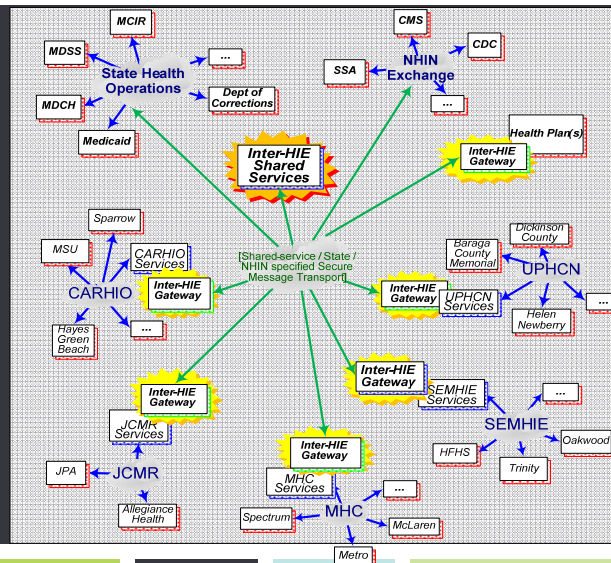 MCIR
MDSS
...
State Health
Operations
MDCH
Dept of
Corrections
Medicaid
CMS
CDC
NHIN
Exchange
SSA
...
Health Plan(s)
Inter-HIE
Gateway
Inter-HIE
Shared
Services
[Shared service / State /
NHIN specified Secure
Message Transport]
Sparrow
MSU
CARHIO
Services
CARHIO
Inter-HIE
Gateway
Hayes
Green
Beach
...
Dickinson
County
Baraga
County
Memorial
UPHCN
Inter-HIE
Gateway
UPHCN
Services
...
Helen
Newberry
Inter-HIE
Gateway
SEMHIE
Services
...
SEMHIE
Oakwood
HFHS
Trinity
Inter-HIE
Gateway
JCMR
Services
JPA
JCMR
Allegiance
Health
Inter-HIE
Gateway
MHC
Services
...
Spectrum
MHC
McLaren
Metro